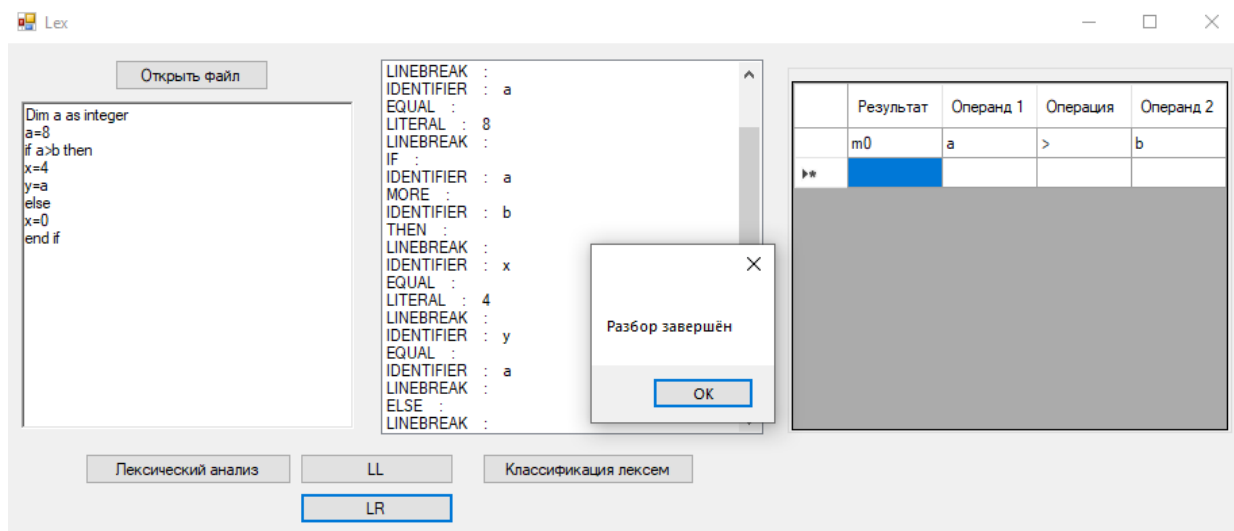 Lex
Открыть файл
Dim a as integer
a=8
if a>b then
x=4
y=a
else
x=0
end if
LINEBREAK :
IDENTIFIER : a
EQUAL :
LITERAL : 8
LINEBREAK :
IF :
IDENTIFIER : a
MORE :
IDENTIFIER : b
THEN :
LINEBREAK :
IDENTIFIER : x
EQUAL :
LITERAL : 4
LINEBREAK :
IDENTIFIER : y
EQUAL :
IDENTIFIER : a
LINEBREAK :
ELSE :
LINEBREAK :
Разбор завершён
OK
Результат Операнд 1 Операция Операнд 2
m0 a > b
Лексический анализ LL Классификация лексем
LR